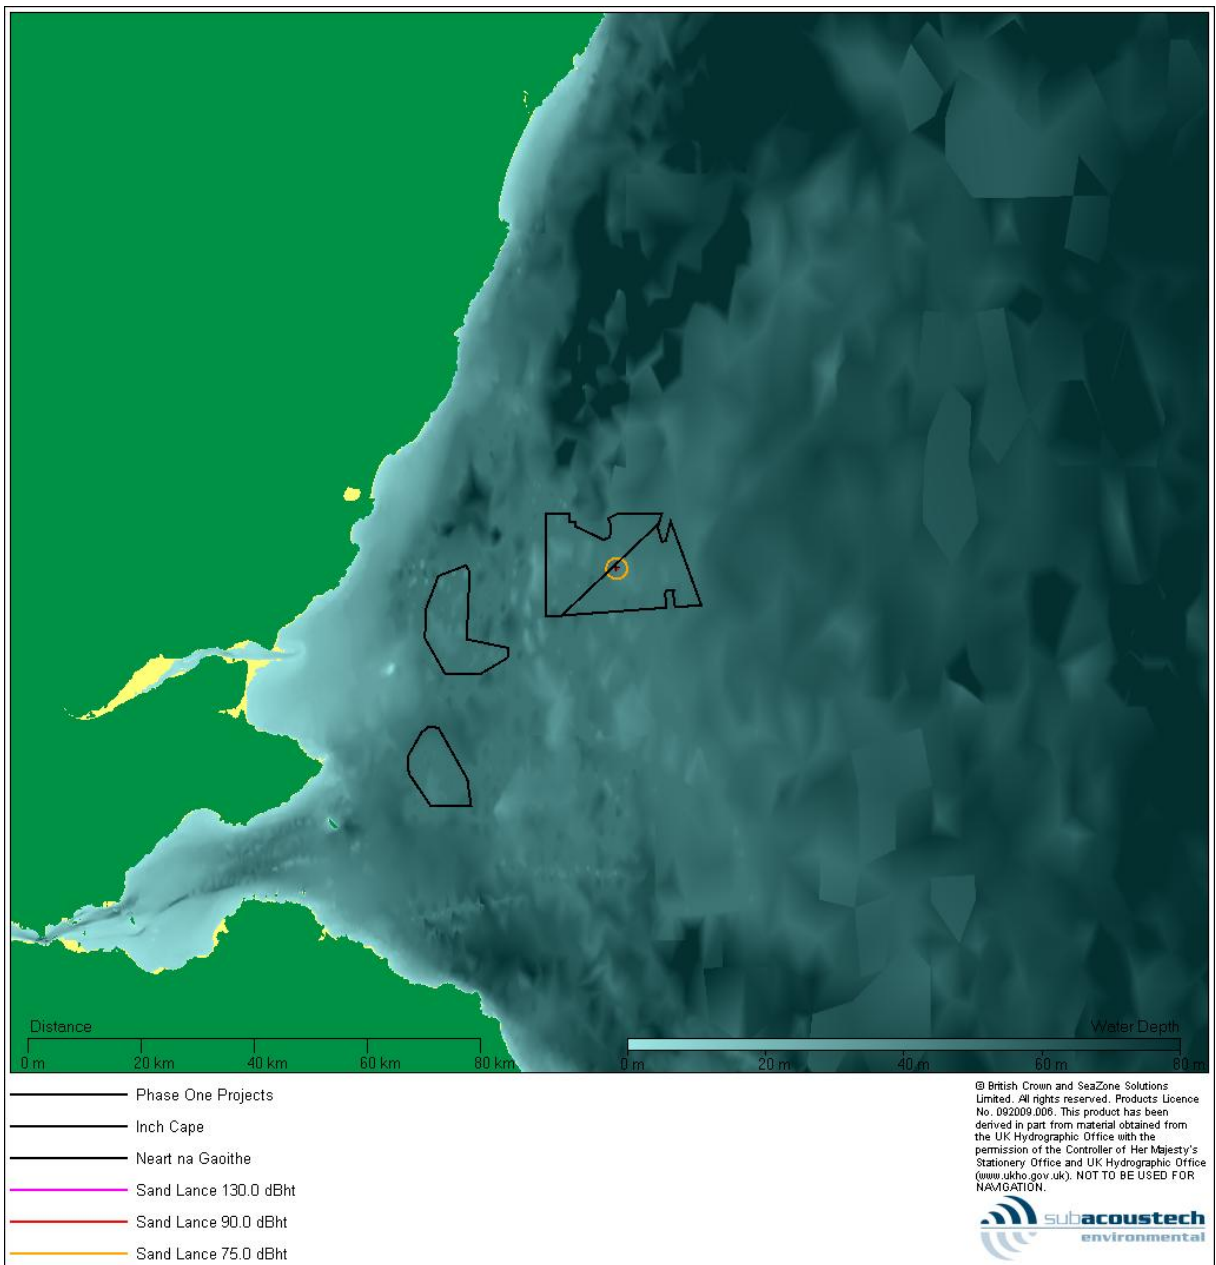 Distance
0 m 20 km 40 km 60 km 80 km
Water Depth
0 m 20 m 40 m 60 m 80 m
Phase One Projects
Inch Cape
Neart na Gaoithe
Sand Lance 130.0 dBht
Sand Lance 90.0 dBht
Sand Lance 75.0 dBht
© British Crown and SeaZone Solutions
Limited. All rights reserved. Products Licence
No. 092009.006. This product has been
derived in part from material obtained from
the UK Hydrographic Office with the
permission of the Controller of Her Majesty's
Stationery Office and UK Hydrographic Office
(www.ukho.gov.uk). NOT TO BE USED FOR
NAVIGATION.
subacoustech
environmental